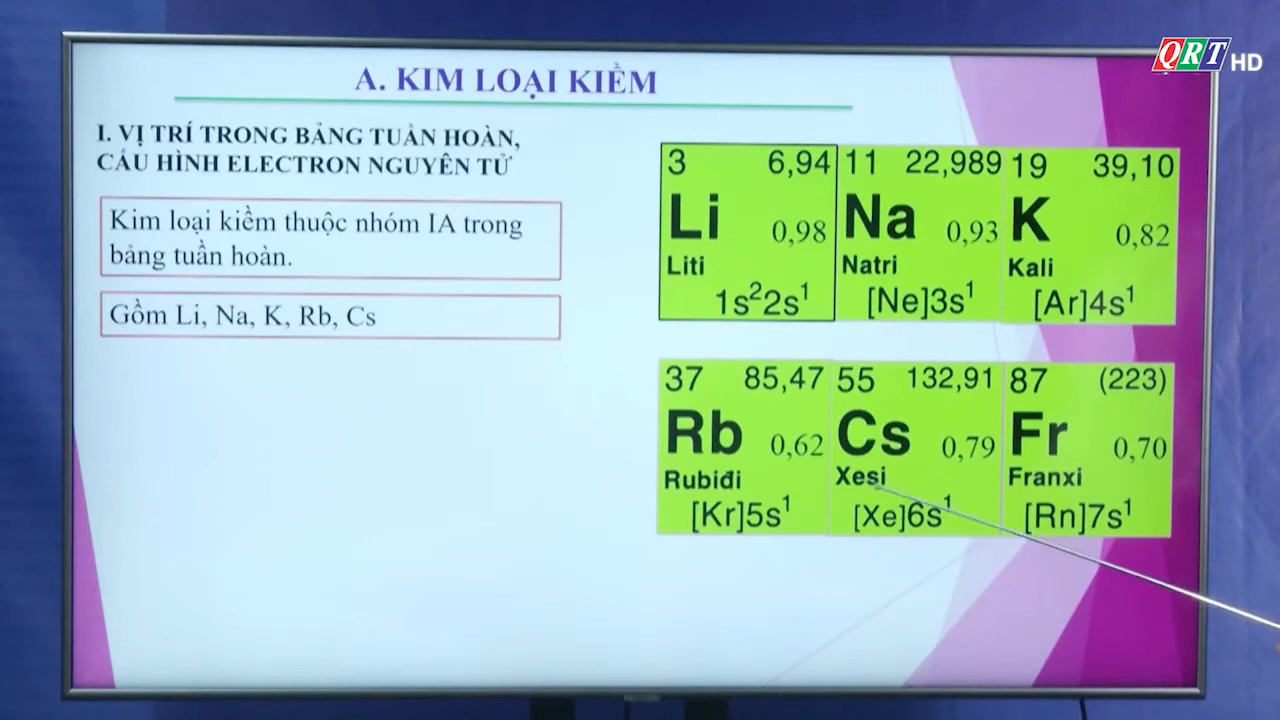 QRT HD
A. KIM LOẠI KIỀM
I. VỊ TRÍ TRONG BẢNG TUẦN HOÀN,
CẤU HÌNH ELECTRON NGUYÊN TỬ
Kim loại kiềm thuộc nhóm IA trong
bảng tuần hoàn.
Gồm Li, Na, K, Rb, Cs
3 6,94
Li 0,98
Liti
1s²2s¹
11 22,989
Na 0,93
Natri
[Ne]3s¹
19 39,10
K 0,82
Kali
[Ar]4s¹
37 85,47
Rb 0,62
Rubiđi
[Kr]5s¹
55 132,91
Cs 0,79
Xesi
[Xe]6s¹
87 (223)
Fr 0,70
Franxi
[Rn]7s¹